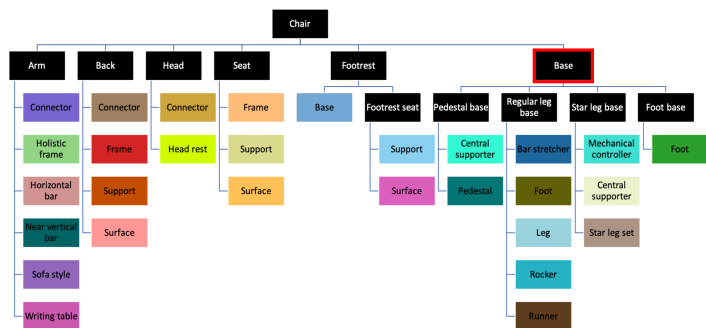 Chair
Arm
Back
Head
Seat
Footrest
Base
Connector
Connector
Connector
Frame
Base
Footrest seat
Pedestal base
Regular leg
base
Star leg base
Foot base
Holistic
frame
Frame
Head rest
Support
Support
Central
supporter
Bar stretcher
Mechanical
controller
Foot
Horizontal
bar
Support
Surface
Surface
Pedestal
Foot
Central
supporter
Near vertical
bar
Surface
Leg
Star leg set
Sofa style
Rocker
Writing table
Runner